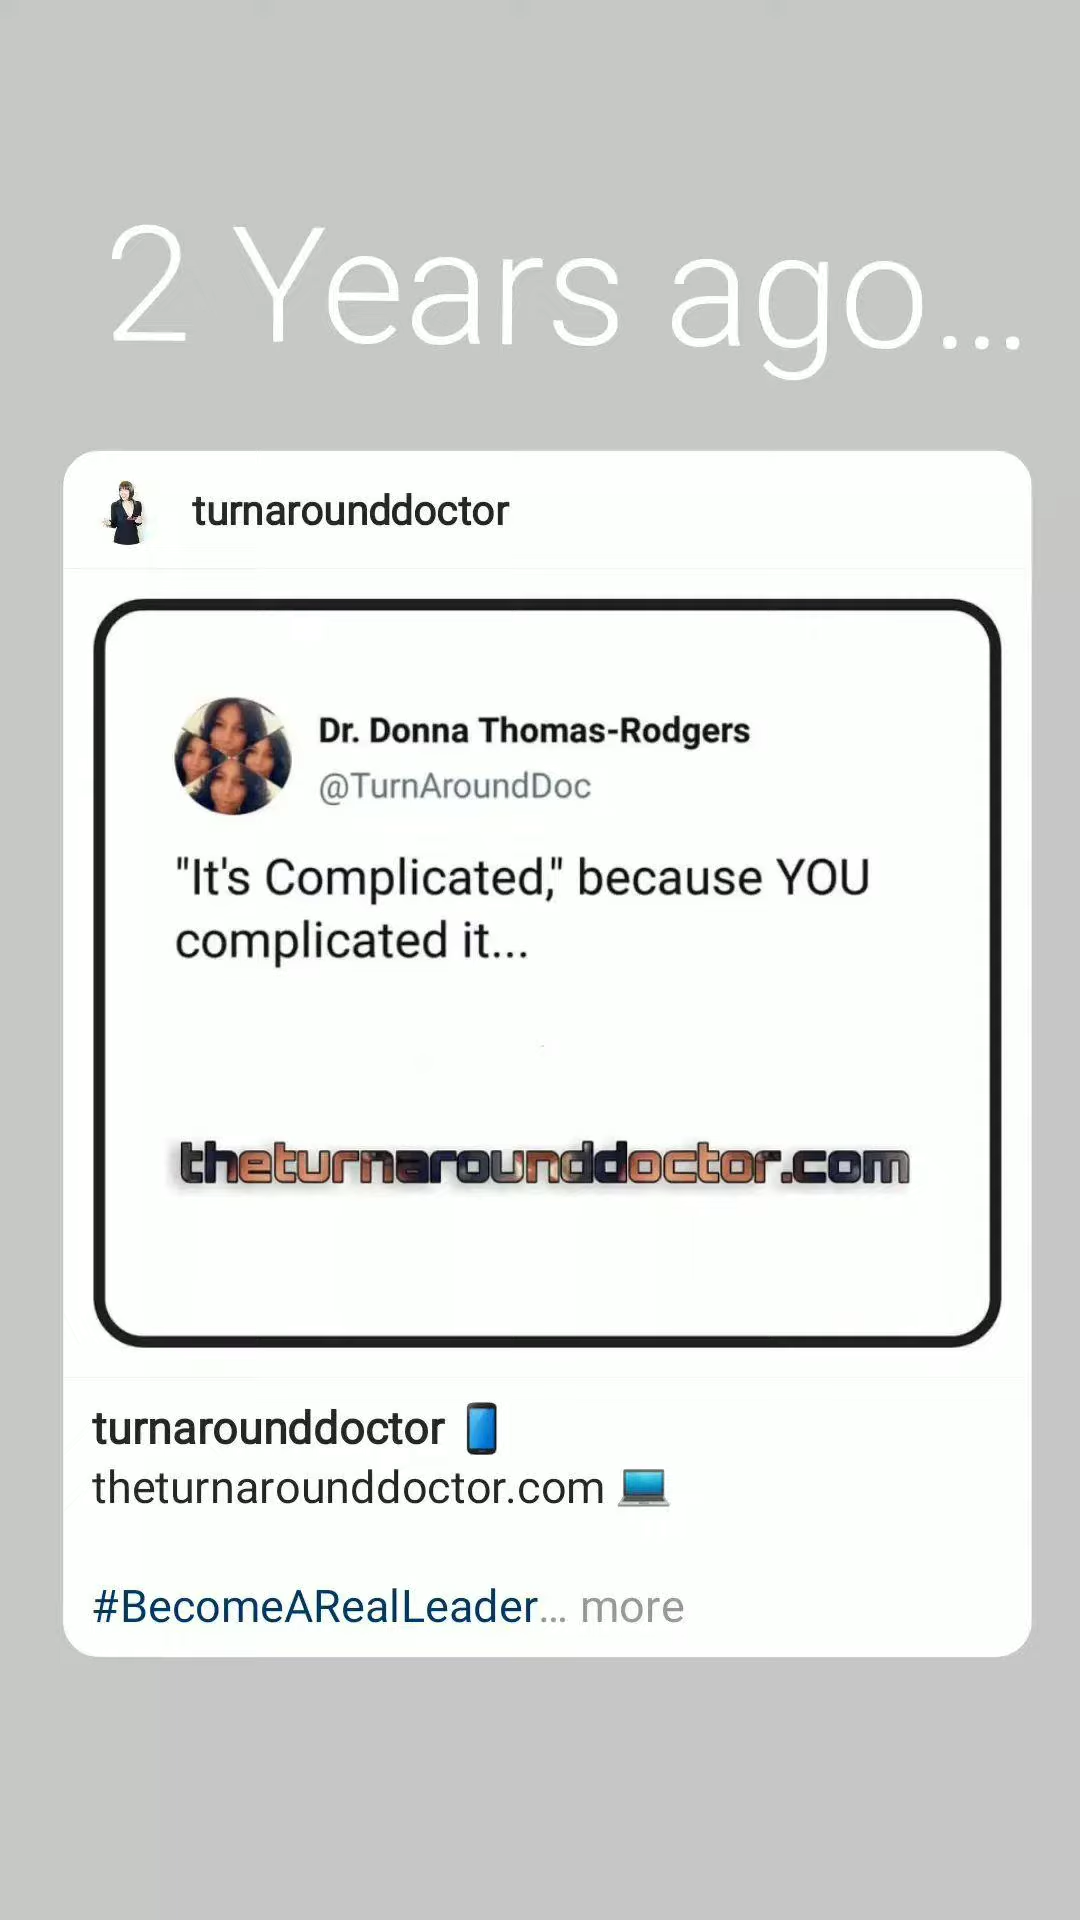 2 Years ago...
turnarounddoctor
Dr. Donna Thomas-Rodgers
@TurnAroundDoc
"It's Complicated," because YOU
complicated it...
theturnarounddoctor.com
turnarounddoctor
theturnarounddoctor.com
#BecomeARealLeader... more